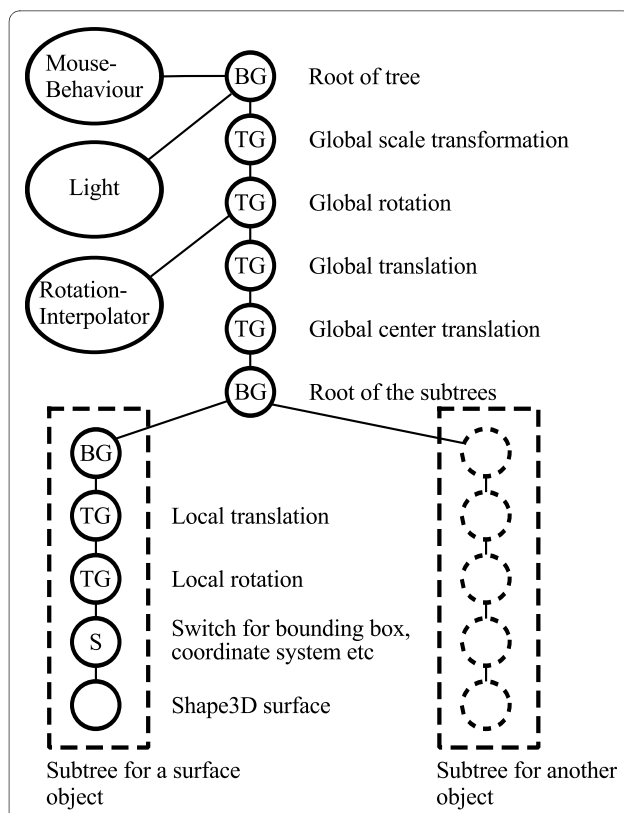 Mouse-
Behaviour
BG
Root of tree
TG
Global scale transformation
Light
TG
Global rotation
TG
Global translation
Rotation-
Interpolator
TG
Global center translation
BG
Root of the subtrees
BG
TG
Local translation
TG
Local rotation
S
Switch for bounding box,
coordinate system etc
Shape3D surface
Subtree for a surface
object
Subtree for another
object